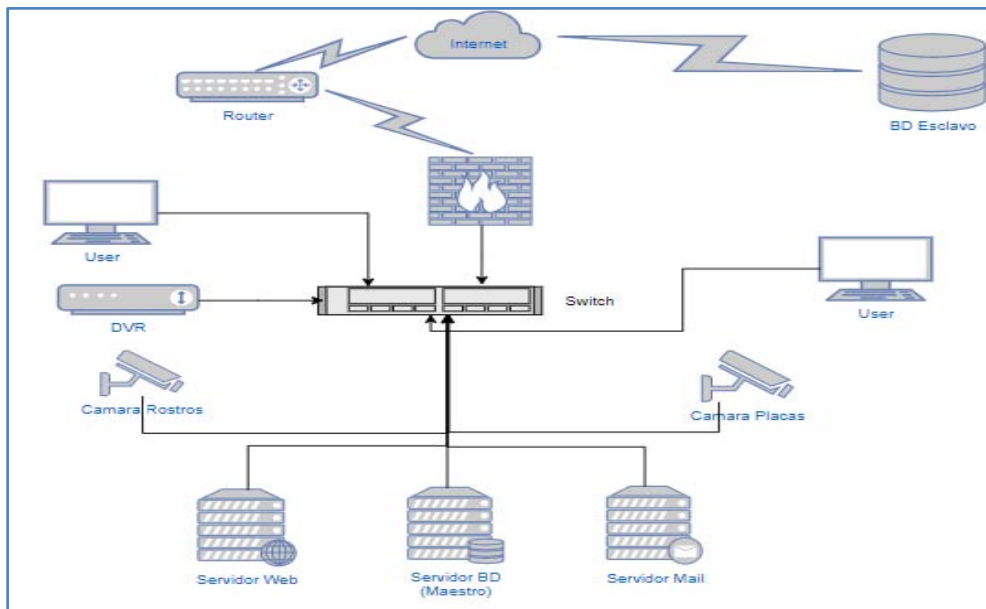 Internet
Router
BD Esclavo
User
Switch
User
DVR
Camara Rostros
Camara Placas
Servidor Web
Servidor BD
(Maestro)
Servidor Mail